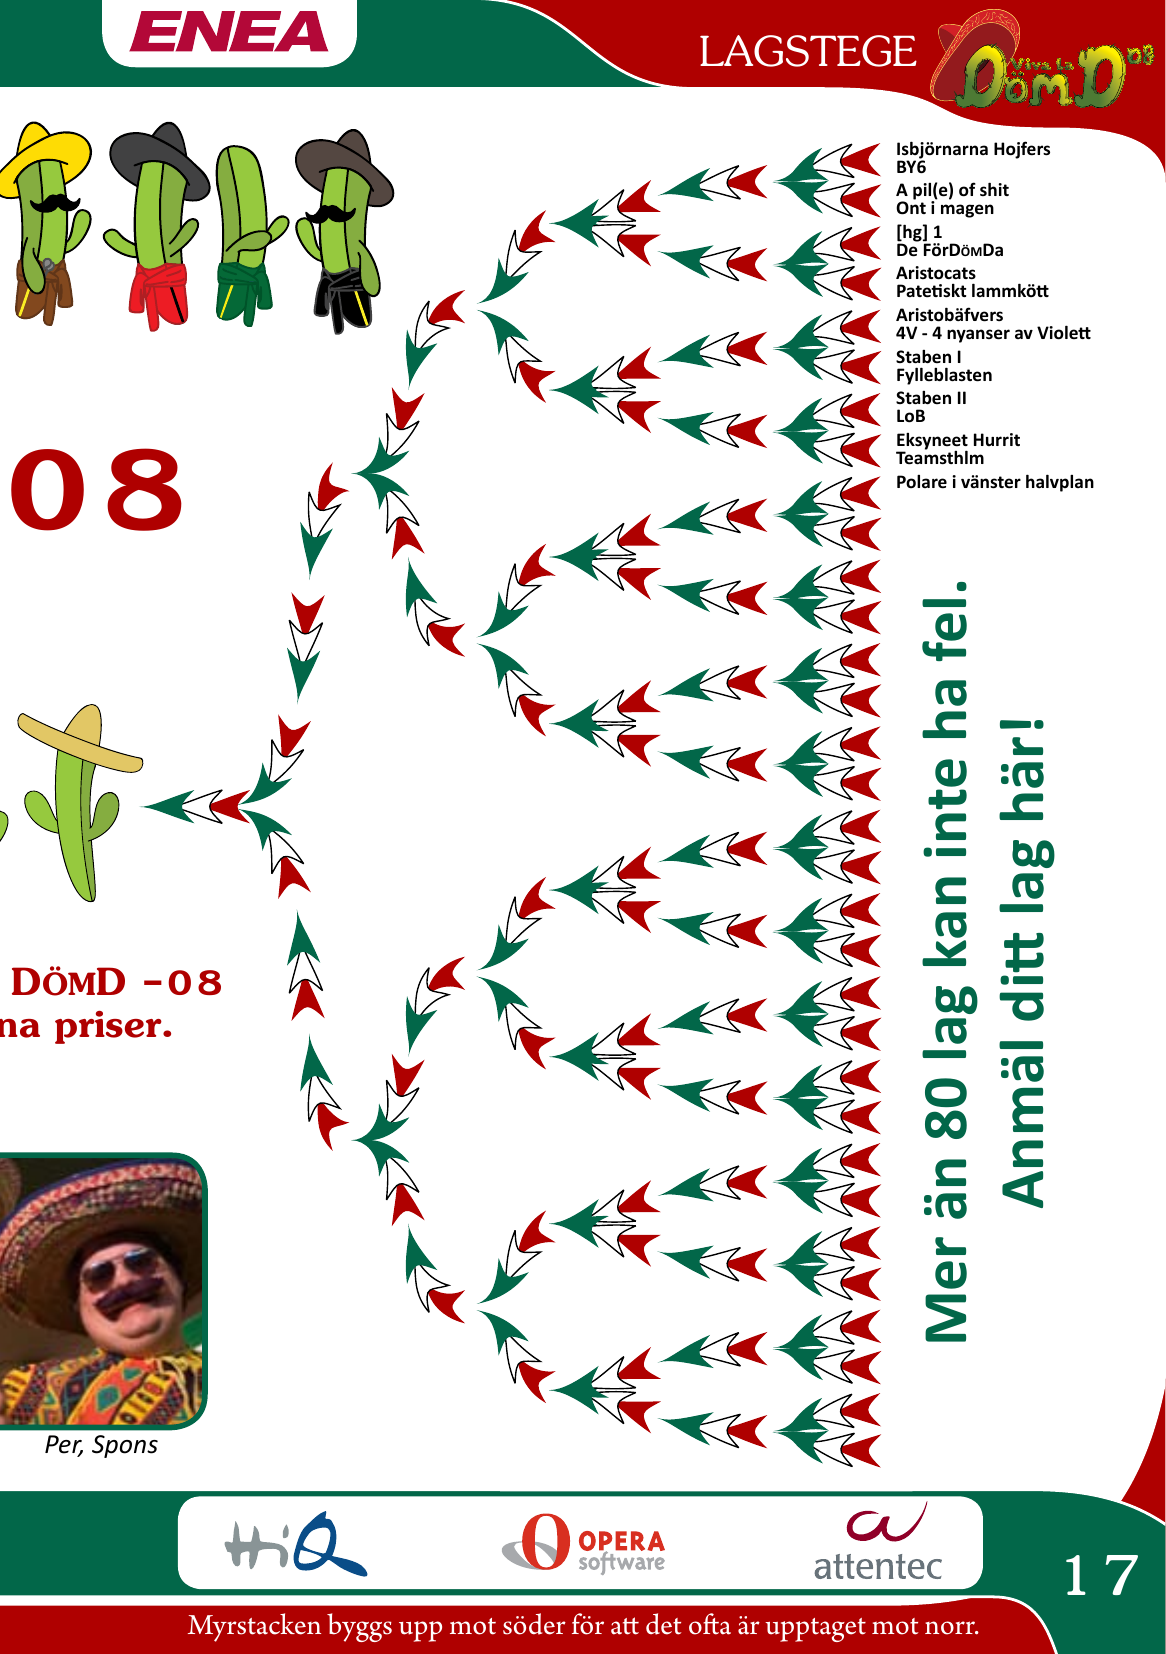 ENEA
LAGSTEGE
Viva la
DömD 08
Isbjörnarna Hojfers
BY6
A pil(e) of shit
Ont i magen
[hg] 1
De FörDÖMDa
Aristocats
Patetiskt lammkött
Aristobäfvers
4V - 4 nyanser av Violett
Staben I
Fylleblasten
Staben II
LoB
Eksyneet Hurrit
Teamsthlm
Polare i vänster halvplan
08
Mer än 80 lag kan inte ha fel.
Anmäl ditt lag här!
DÖMD -08
na priser.
Per, Spons
HiQ
OPERA
software
attentec
17
Myrstacken byggs upp mot söder för att det ofta är upptaget mot norr.